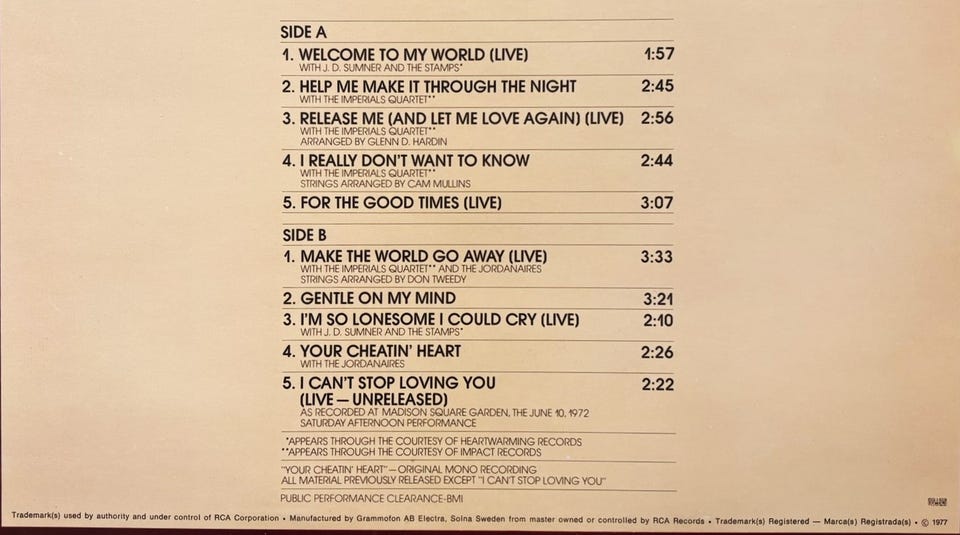 SIDE A
1. WELCOME TO MY WORLD (LIVE) 1:57
WITH J. D. SUMNER AND THE STAMPS*
2. HELP ME MAKE IT THROUGH THE NIGHT 2:45
WITH THE IMPERIALS QUARTET**
3. RELEASE ME (AND LET ME LOVE AGAIN) (LIVE) 2:56
WITH THE IMPERIALS QUARTET**
ARRANGED BY GLENN D. HARDIN
4. I REALLY DON'T WANT TO KNOW 2:44
WITH THE IMPERIALS QUARTET**
STRINGS ARRANGED BY CAM MULLINS
5. FOR THE GOOD TIMES (LIVE) 3:07
SIDE B
1. MAKE THE WORLD GO AWAY (LIVE) 3:33
WITH THE IMPERIALS QUARTET** AND THE JORDANAIRES
STRINGS ARRANGED BY DON TWEEDY
2. GENTLE ON MY MIND 3:21
3. I'M SO LONESOME I COULD CRY (LIVE) 2:10
WITH J. D. SUMNER AND THE STAMPS*
4. YOUR CHEATIN' HEART 2:26
WITH THE JORDANAIRES
5. I CAN'T STOP LOVING YOU 2:22
(LIVE — UNRELEASED)
AS RECORDED AT MADISON SQUARE GARDEN, THE JUNE 10, 1972
SATURDAY AFTERNOON PERFORMANCE
*APPEARS THROUGH THE COURTESY OF HEARTWARMING RECORDS
**APPEARS THROUGH THE COURTESY OF IMPACT RECORDS
"YOUR CHEATIN' HEART"—ORIGINAL MONO RECORDING
ALL MATERIAL PREVIOUSLY RELEASED EXCEPT "I CAN'T STOP LOVING YOU"
PUBLIC PERFORMANCE CLEARANCE-BMI
Trademark(s) used by authority and under control of RCA Corporation • Manufactured by Grammofon AB Electra, Solna Sweden from master owned or controlled by RCA Records • Trademark(s) Registered — Marca(s) Registrada(s) • © 1977